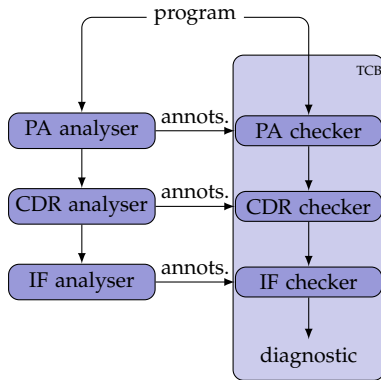 program
TCB
annots.
PA analyser
PA checker
annots.
CDR analyser
CDR checker
annots.
IF analyser
IF checker
diagnostic